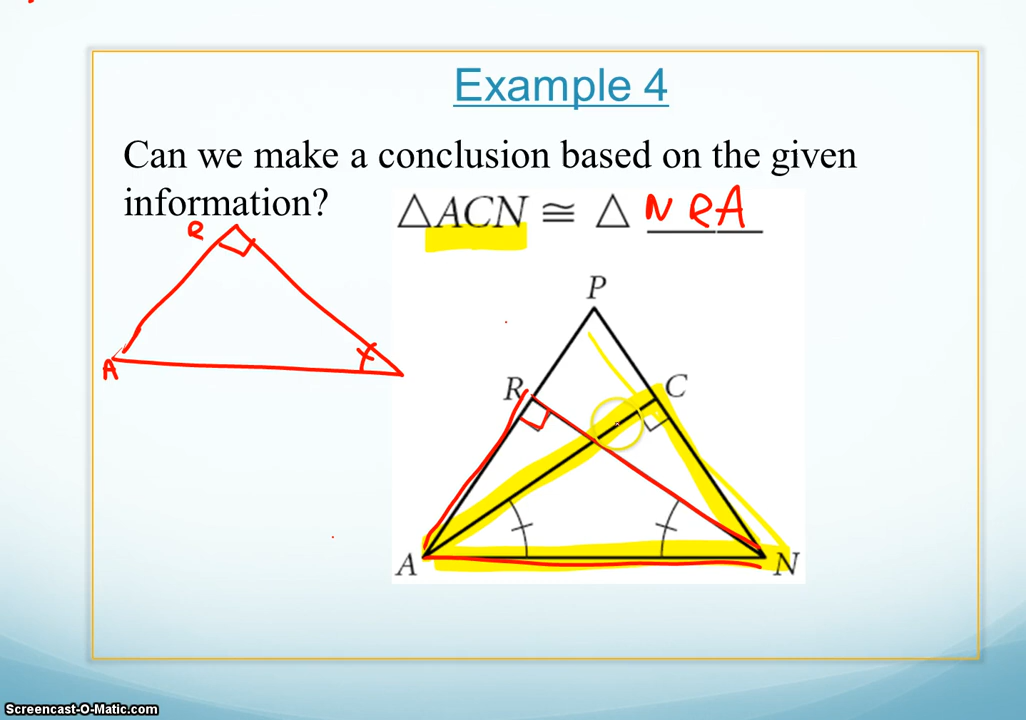 Example 4
Can we make a conclusion based on the given
information?
△ACN ≅ △ NRA
R
A
P
R
C
A
N
Screencast-O-Matic.com